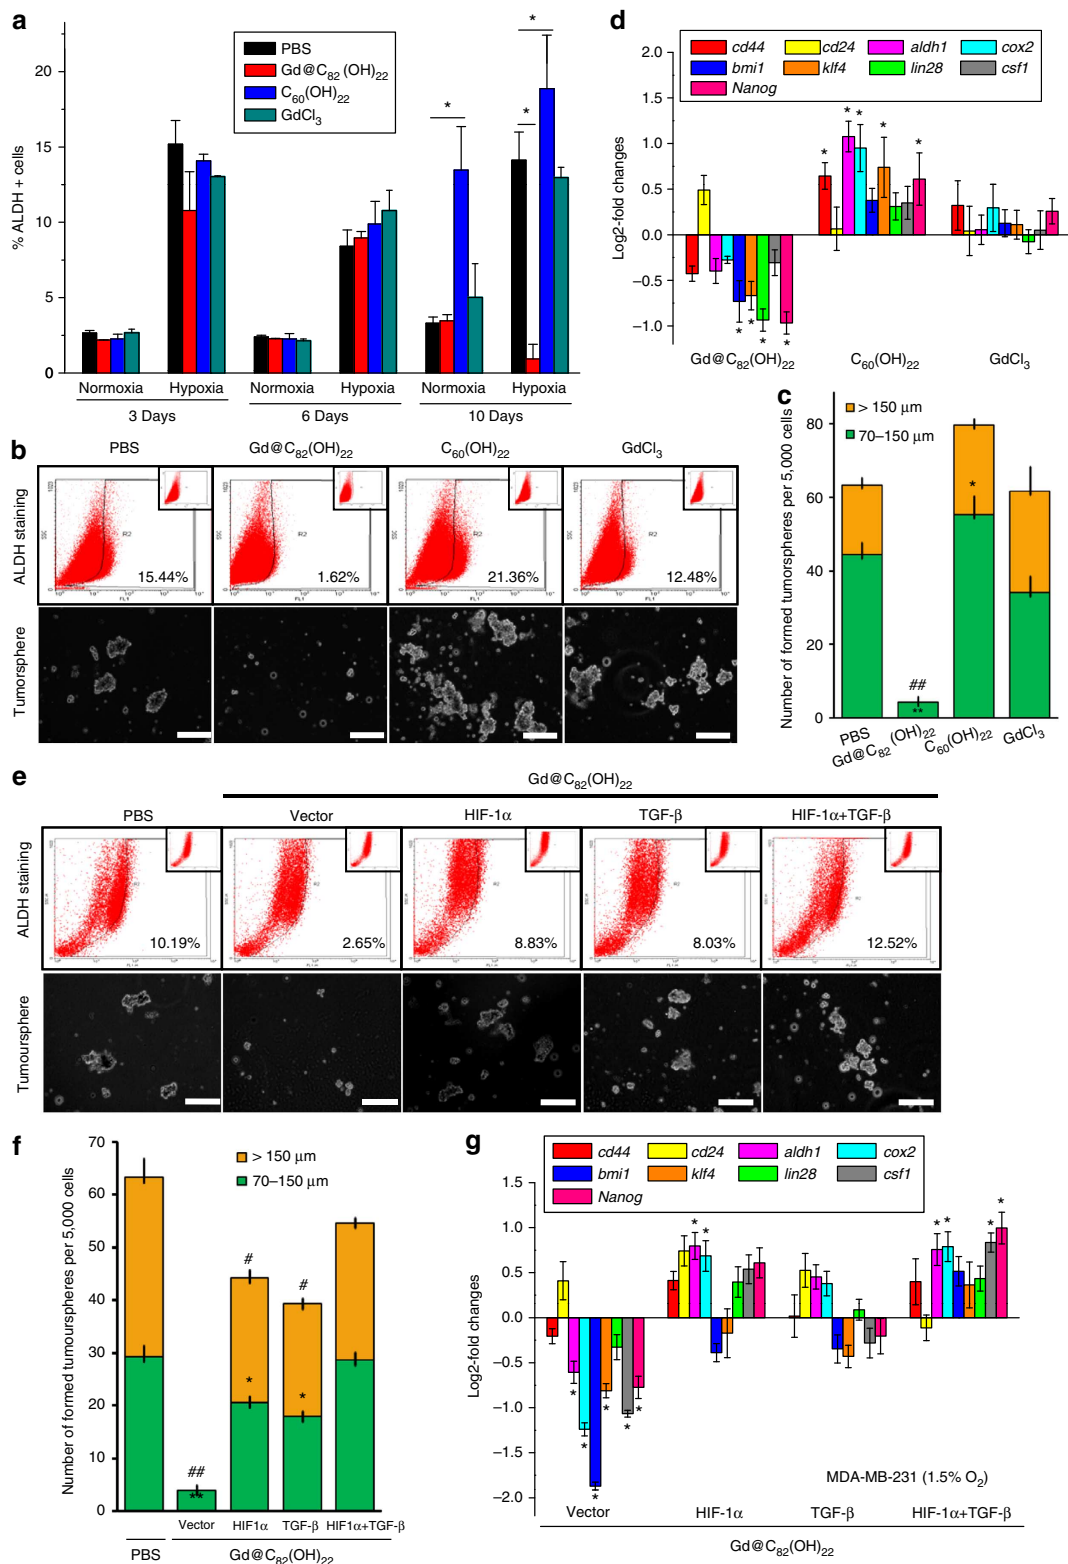 a
% ALDH + cells
20
15
10
5
0
PBS
Gd@C82(OH)22
C60(OH)22
GdCl3
*
*
*
Normoxia Hypoxia Normoxia Hypoxia Normoxia Hypoxia
3 Days 6 Days 10 Days
d
Log2-fold changes
2.0
1.5
1.0
0.5
0.0
−0.5
−1.0
cd44 cd24 aldh1 cox2
bmi1 klf4 lin28 csf1
Nanog
* * * * *
* * * *
Gd@C82(OH)22 C60(OH)22 GdCl3
b
PBS Gd@C82(OH)22 C60(OH)22 GdCl3
ALDH staining
R2
15.44% 1.62% 21.36% 12.48%
FL1
Tumorsphere
c
Number of formed tumorspheres per 5,000 cells
80
60
40
20
0
> 150 μm
70–150 μm
*
##
**
PBS
Gd@C82(OH)22
C60(OH)22
GdCl3
e
Gd@C82(OH)22
PBS Vector HIF-1α TGF-β HIF-1α+TGF-β
ALDH staining
10.19% 2.65% 8.83% 8.03% 12.52%
Tumoursphere
f
Number of formed tumourspheres per 5,000 cells
70
60
50
40
30
20
10
0
> 150 μm
70–150 μm
# #
* *
##
**
Vector HIF1α TGF-β HIF1α+TGF-β
PBS Gd@C82(OH)22
g
Log2-fold changes
1.5
1.0
0.5
0.0
−0.5
−1.0
−1.5
−2.0
cd44 cd24 aldh1 cox2
bmi1 klf4 lin28 csf1
Nanog
* * * * * *
* *
* * * *
MDA-MB-231 (1.5% O2)
Vector HIF-1α TGF-β HIF-1α+TGF-β
Gd@C82(OH)22